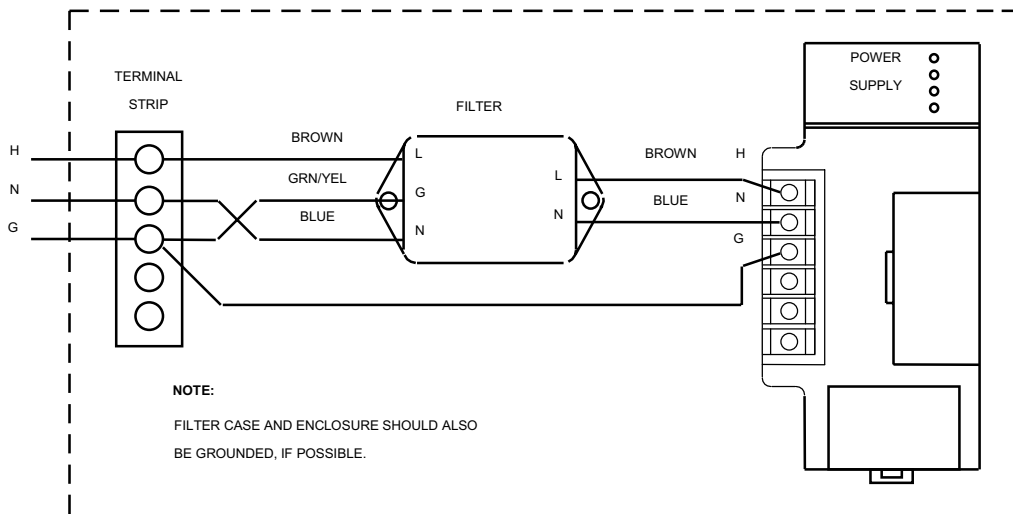 TERMINAL
STRIP
FILTER
POWER
SUPPLY
H
N
G
BROWN
GRN/YEL
BLUE
L
G
N
L
N
BROWN
BLUE
H
N
G
NOTE:
FILTER CASE AND ENCLOSURE SHOULD ALSO
BE GROUNDED, IF POSSIBLE.